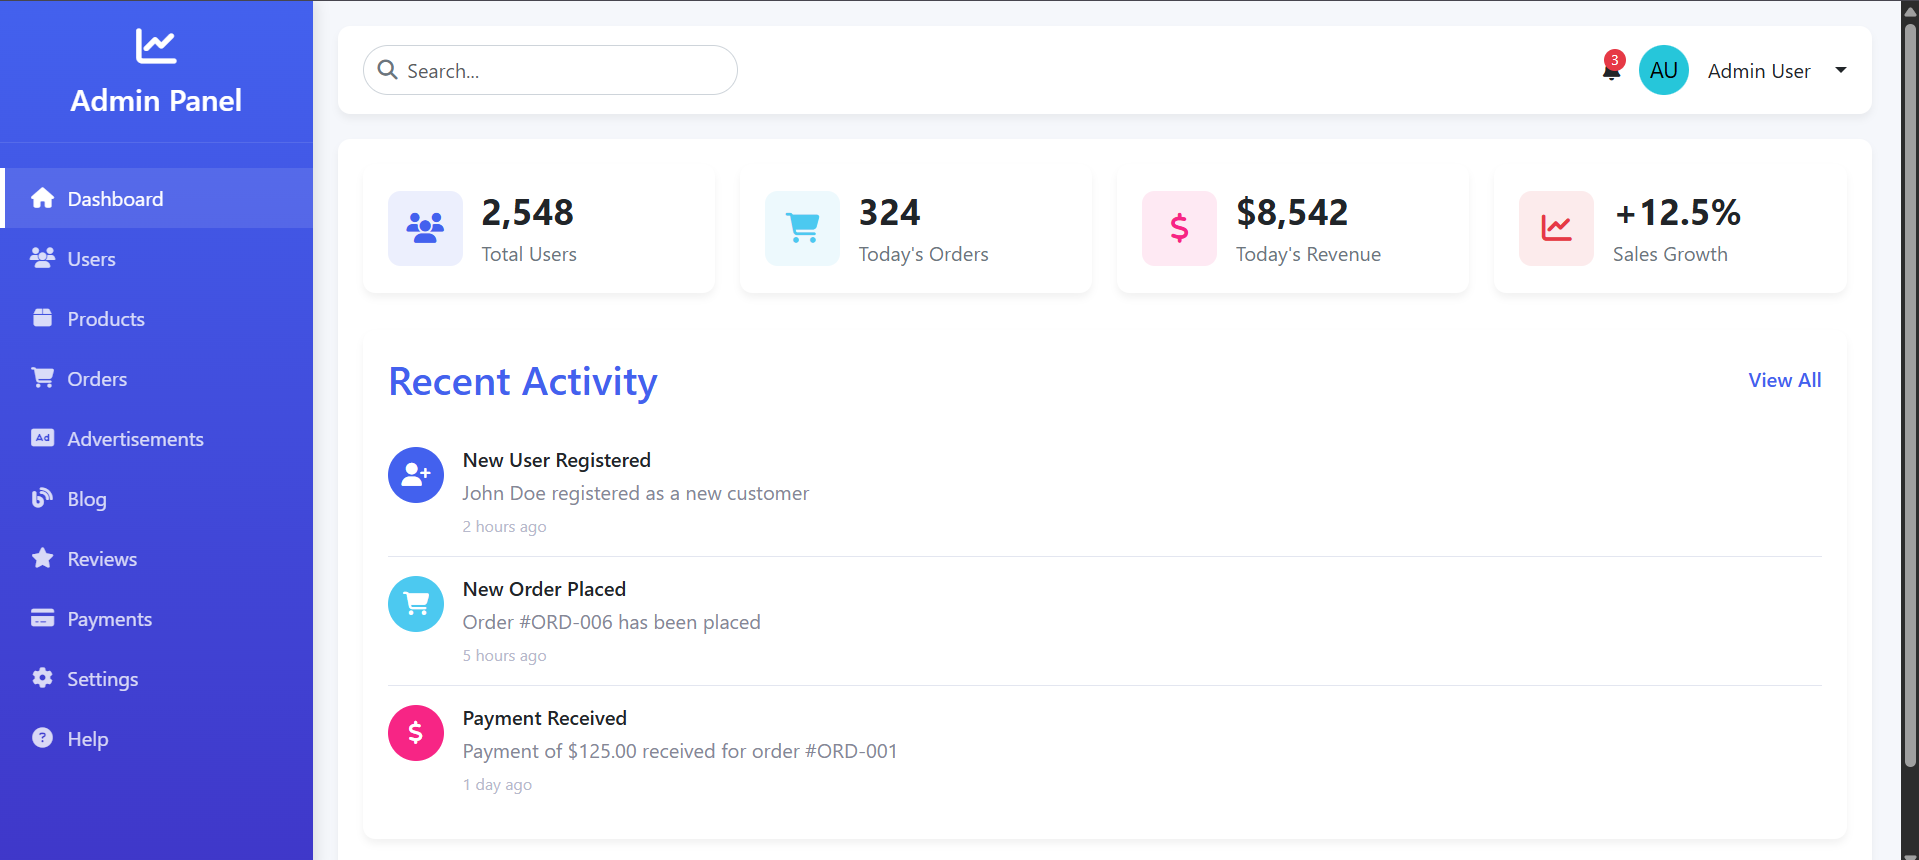 Admin Panel
Dashboard
Users
Products
Orders
Ad
Advertisements
Blog
Reviews
Payments
Settings
Help
Search...
3
AU
Admin User
2,548
Total Users
324
Today's Orders
$8,542
Today's Revenue
+12.5%
Sales Growth
Recent Activity
View All
New User Registered
John Doe registered as a new customer
2 hours ago
New Order Placed
Order #ORD-006 has been placed
5 hours ago
Payment Received
Payment of $125.00 received for order #ORD-001
1 day ago